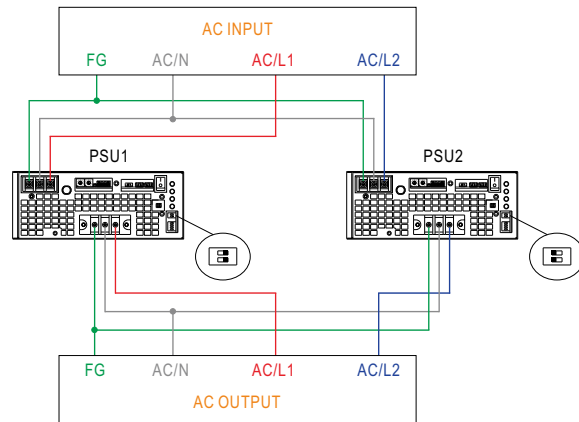 AC INPUT
FG AC/N AC/L1 AC/L2
PSU1 PSU2
FG AC/N AC/L1 AC/L2
AC OUTPUT